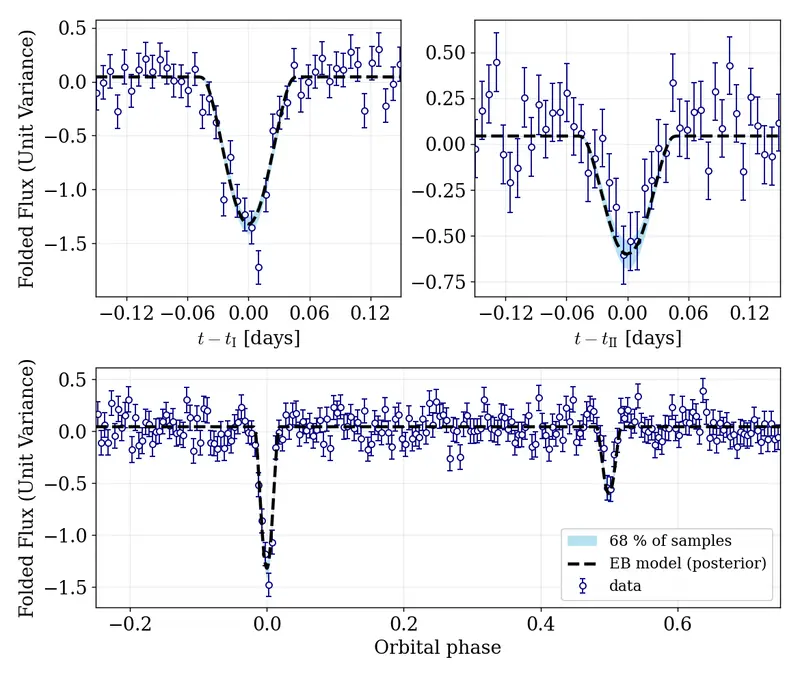 Folded Flux (Unit Variance)
0.5
0.0
−0.5
−1.0
−1.5
−0.12 −0.06 0.00 0.06 0.12
t − tI [days]
0.50
0.25
0.00
−0.25
−0.50
−0.75
−0.12 −0.06 0.00 0.06 0.12
t − tII [days]
Folded Flux (Unit Variance)
0.5
0.0
−0.5
−1.0
−1.5
68 % of samples
EB model (posterior)
data
−0.2 0.0 0.2 0.4 0.6
Orbital phase